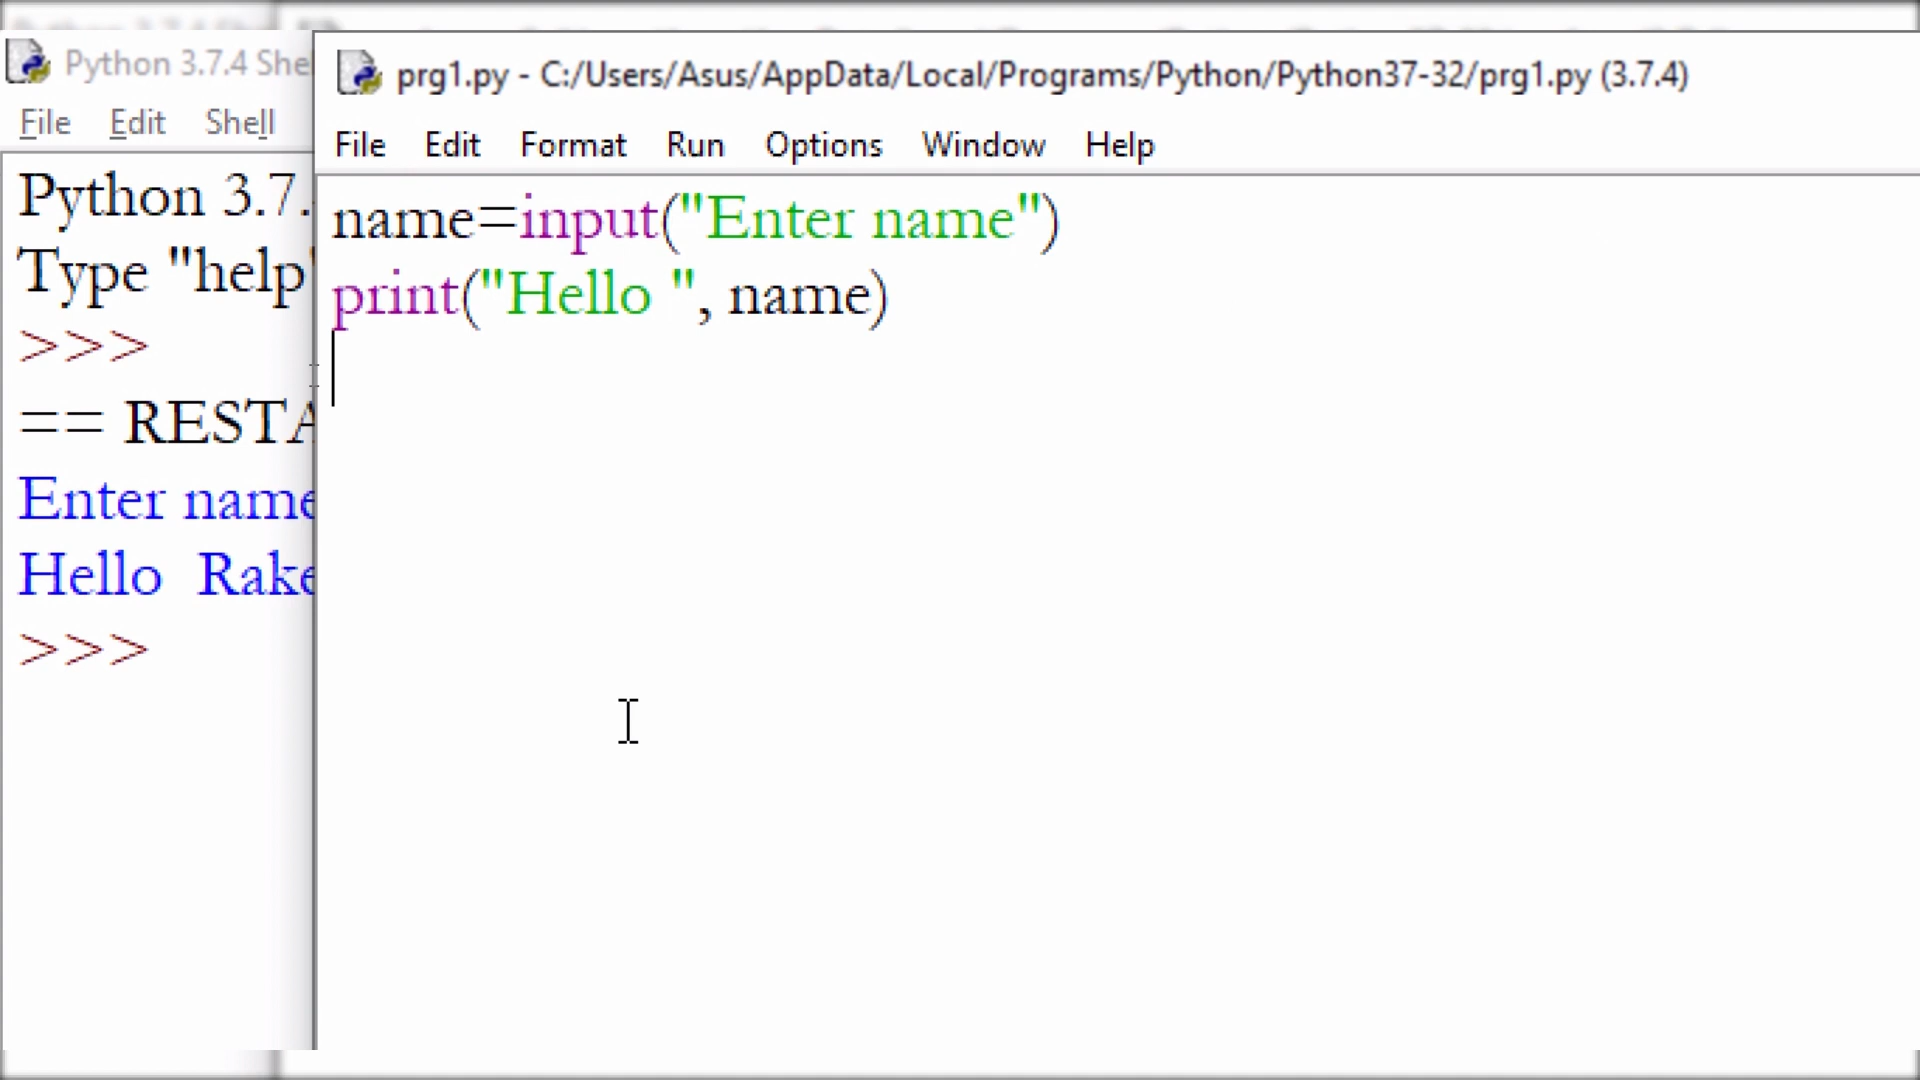 Python 3.7.4 She
File Edit Shell
Python 3.7.
Type "help"
>>>
== RESTA
Enter name
Hello  Rake
>>>
prg1.py - C:/Users/Asus/AppData/Local/Programs/Python/Python37-32/prg1.py (3.7.4)
File Edit Format Run Options Window Help
name=input("Enter name")
print("Hello ", name)